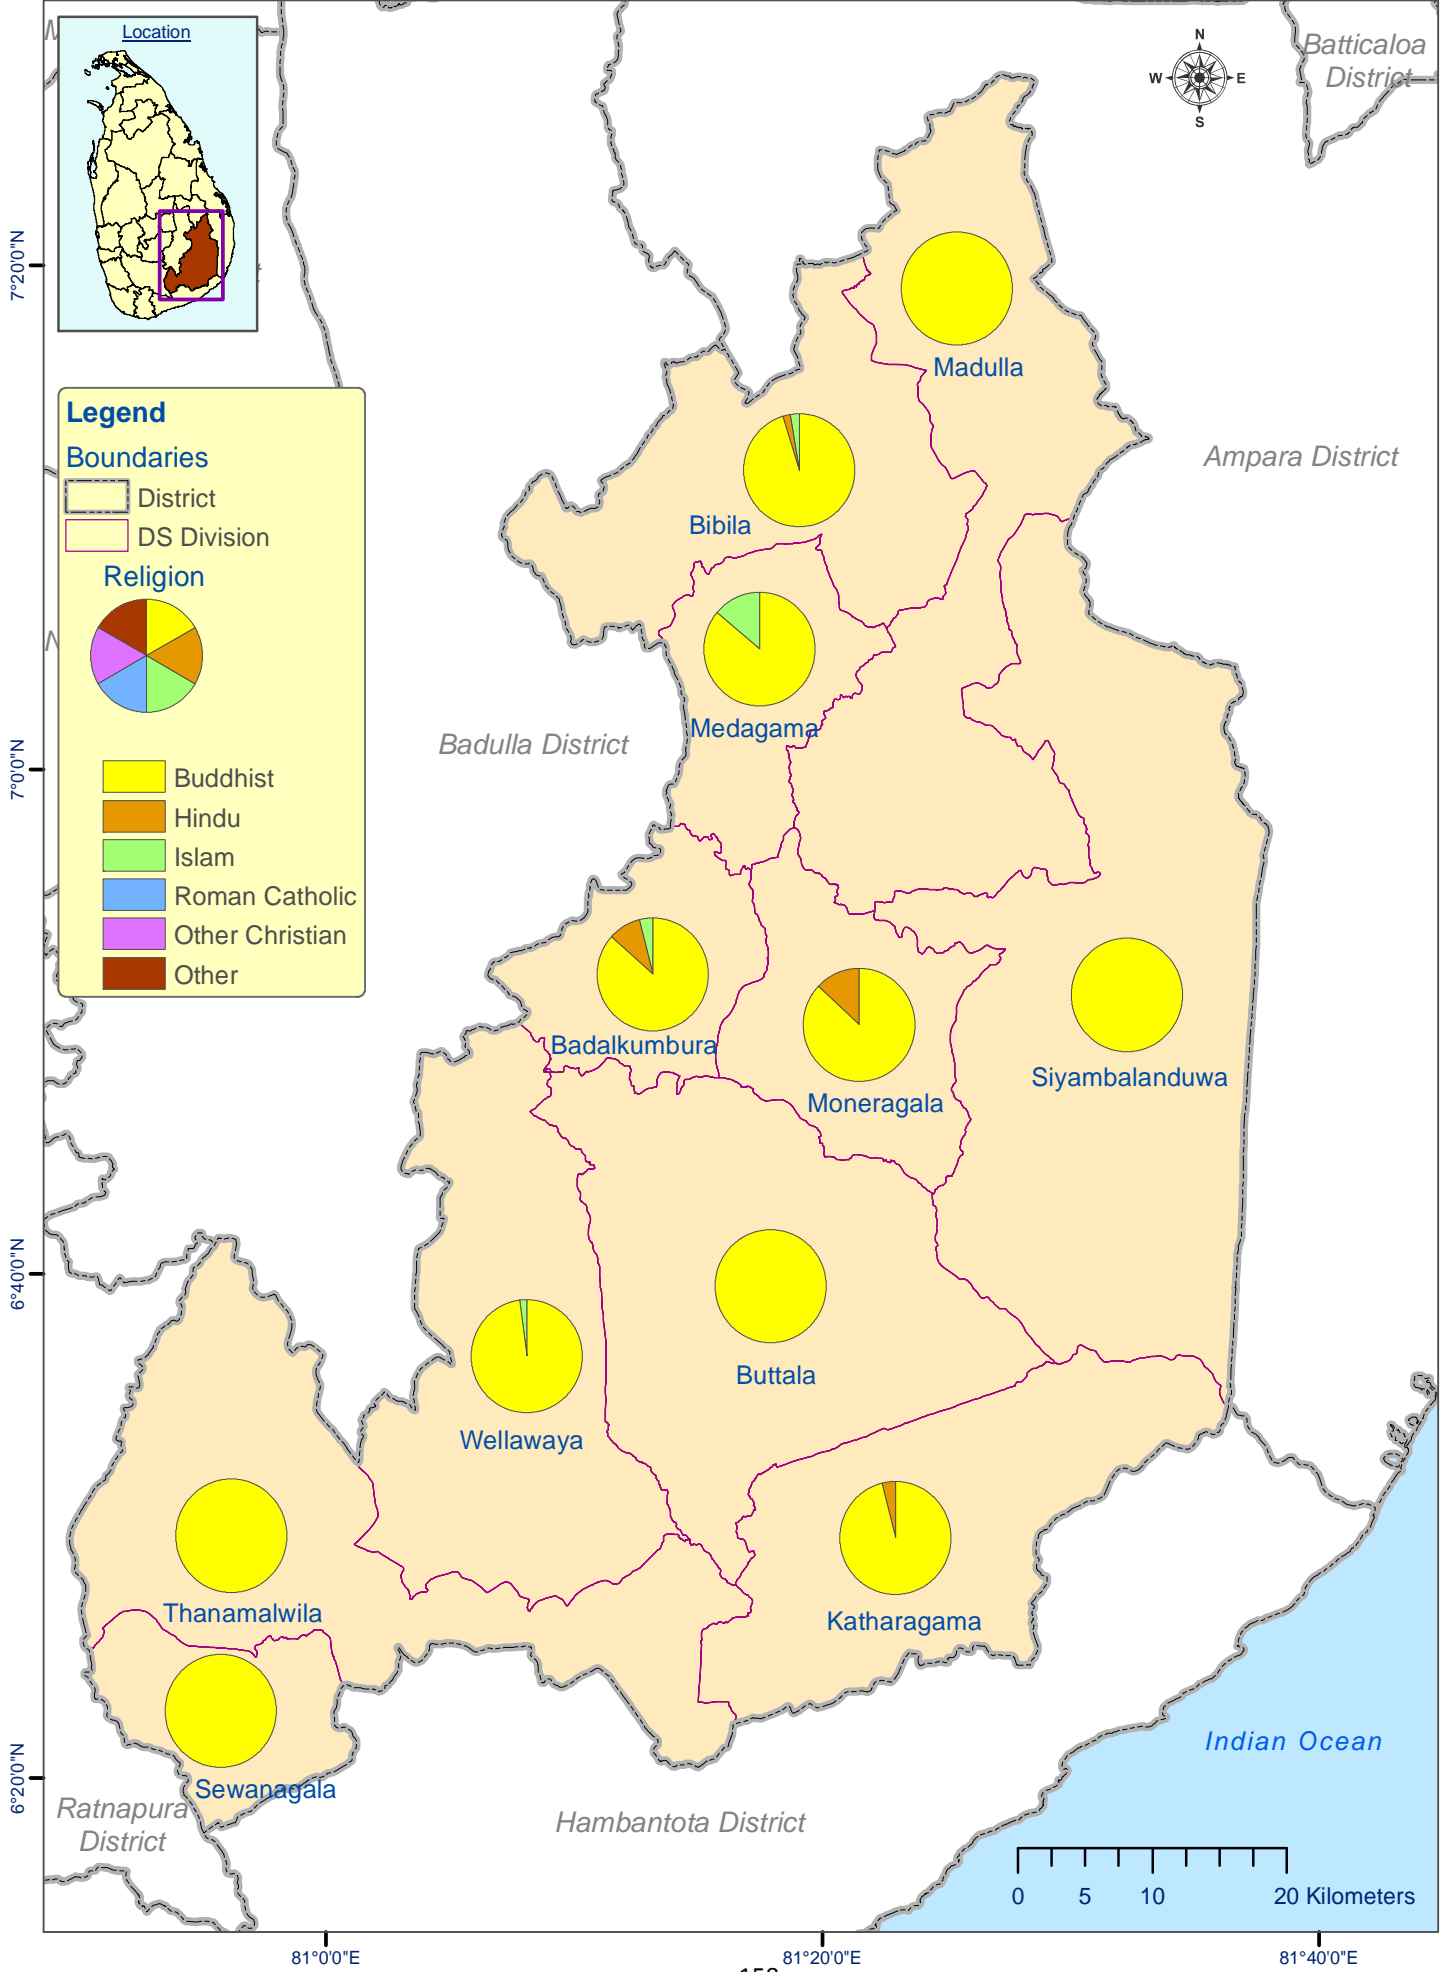 Location
N
W
E
S
Batticaloa
District
7°20'0"N
Madulla
Legend
Boundaries
District
DS Division
Religion
Buddhist
Hindu
Islam
Roman Catholic
Other Christian
Other
Ampara District
Bibila
Medagama
Badulla District
7°0'0"N
Badalkumbura
Moneragala
Siyambalanduwa
6°40'0"N
Buttala
Wellawaya
Thanamalwila
Katharagama
Sewanagala
6°20'0"N
Ratnapura
District
Hambantota District
Indian Ocean
0 5 10 20 Kilometers
81°0'0"E 81°20'0"E 81°40'0"E